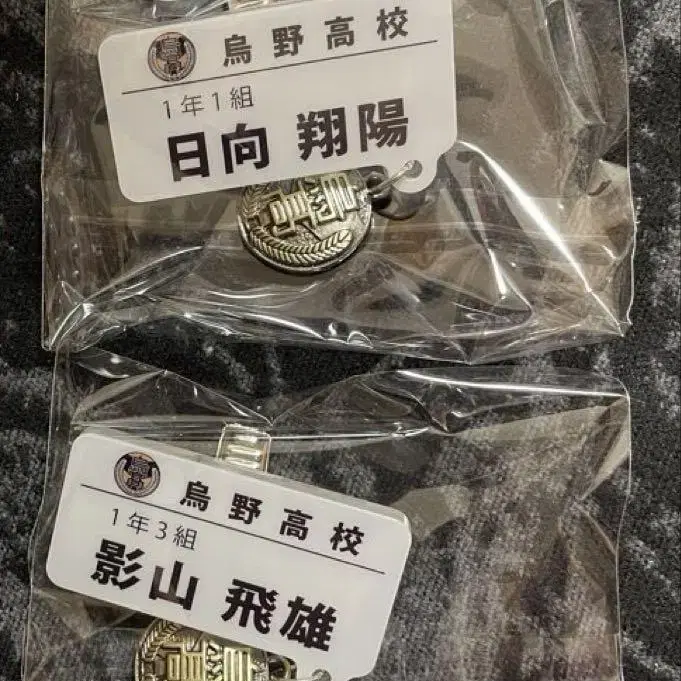 烏野高校
1年1組
日向 翔陽
烏野高校
1年3組
影山 飛雄